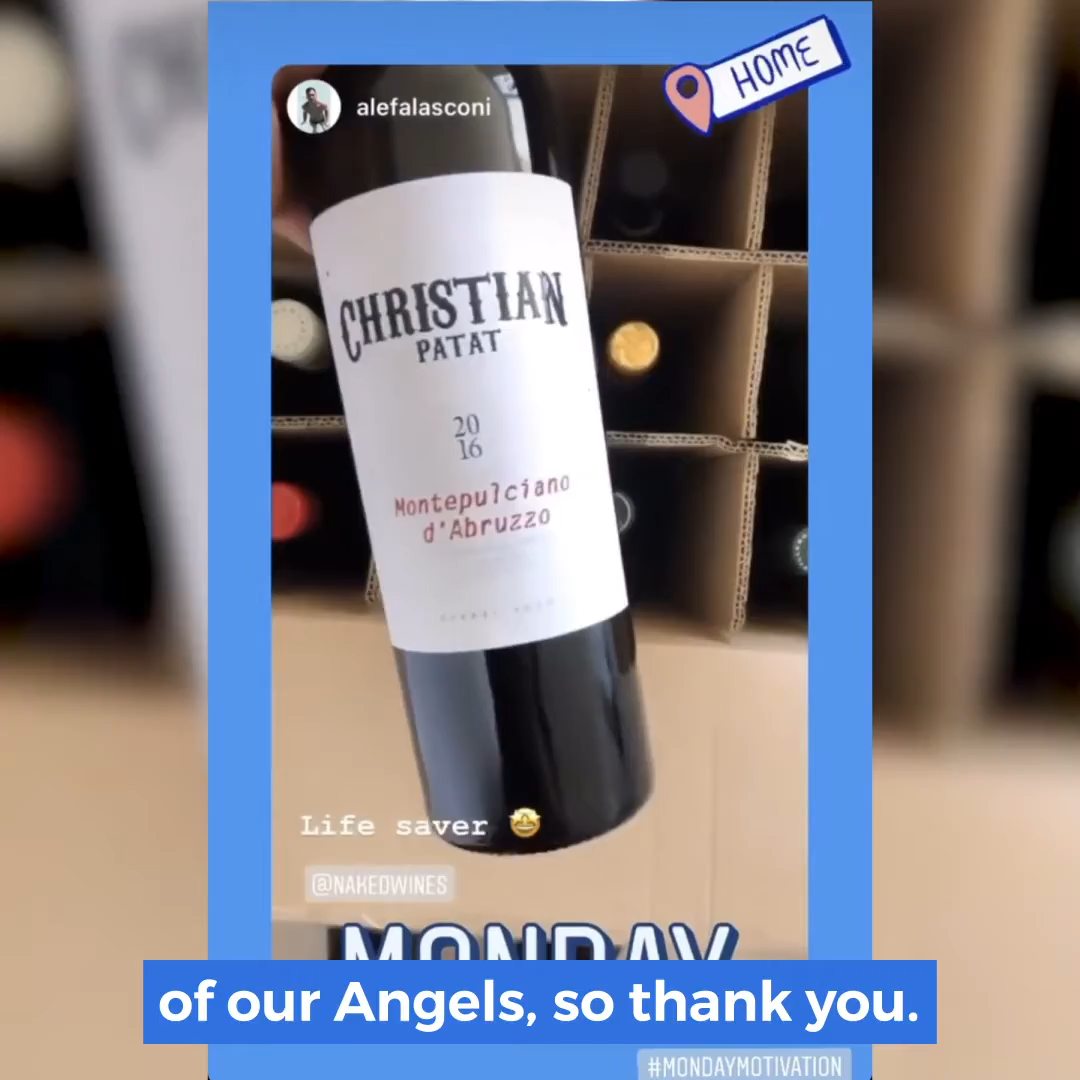 HOME
alefalasconi
CHRISTIAN
PATAT
20
16
Montepulciano
d'Abruzzo
Life saver 🤩
@NAKEDWINES
MONDAY
of our Angels, so thank you.
#MONDAYMOTIVATION